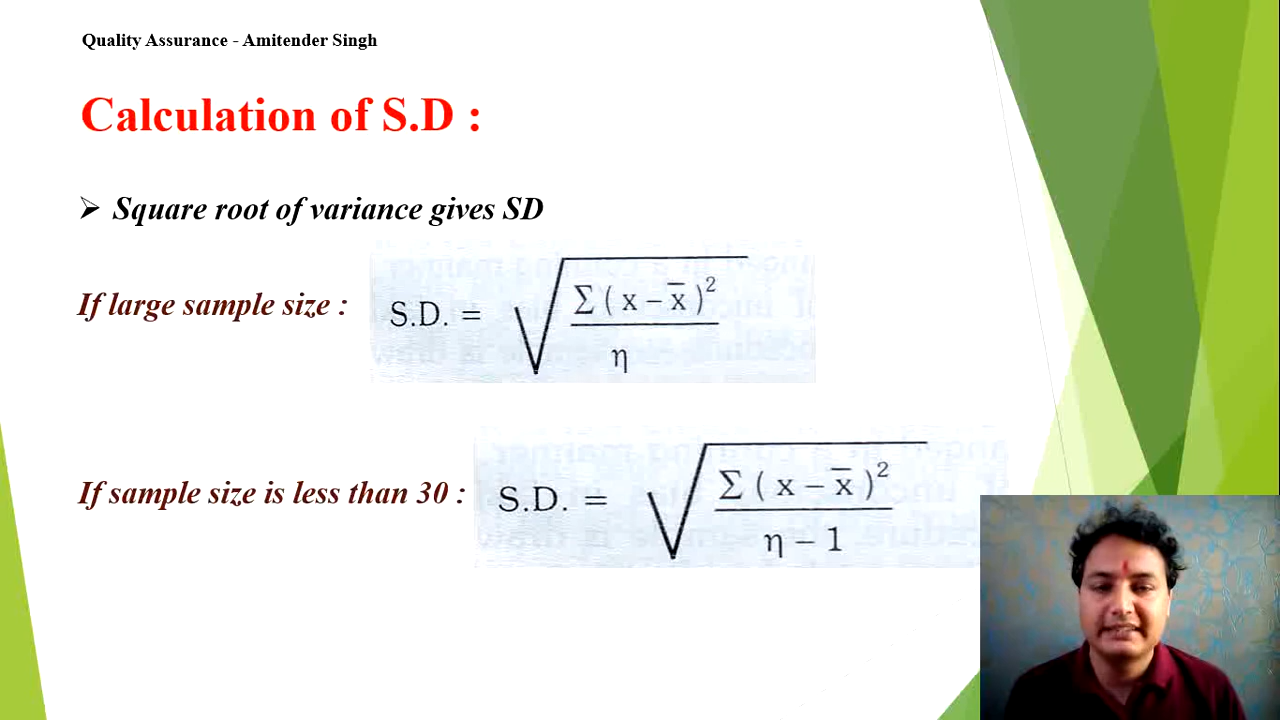 Quality Assurance - Amitender Singh
Calculation of S.D :
➢ Square root of variance gives SD
If large sample size : S.D. = √ Σ ( x – x̅ )² / η
If sample size is less than 30 : S.D. = √ Σ ( x – x̅ )² / η – 1